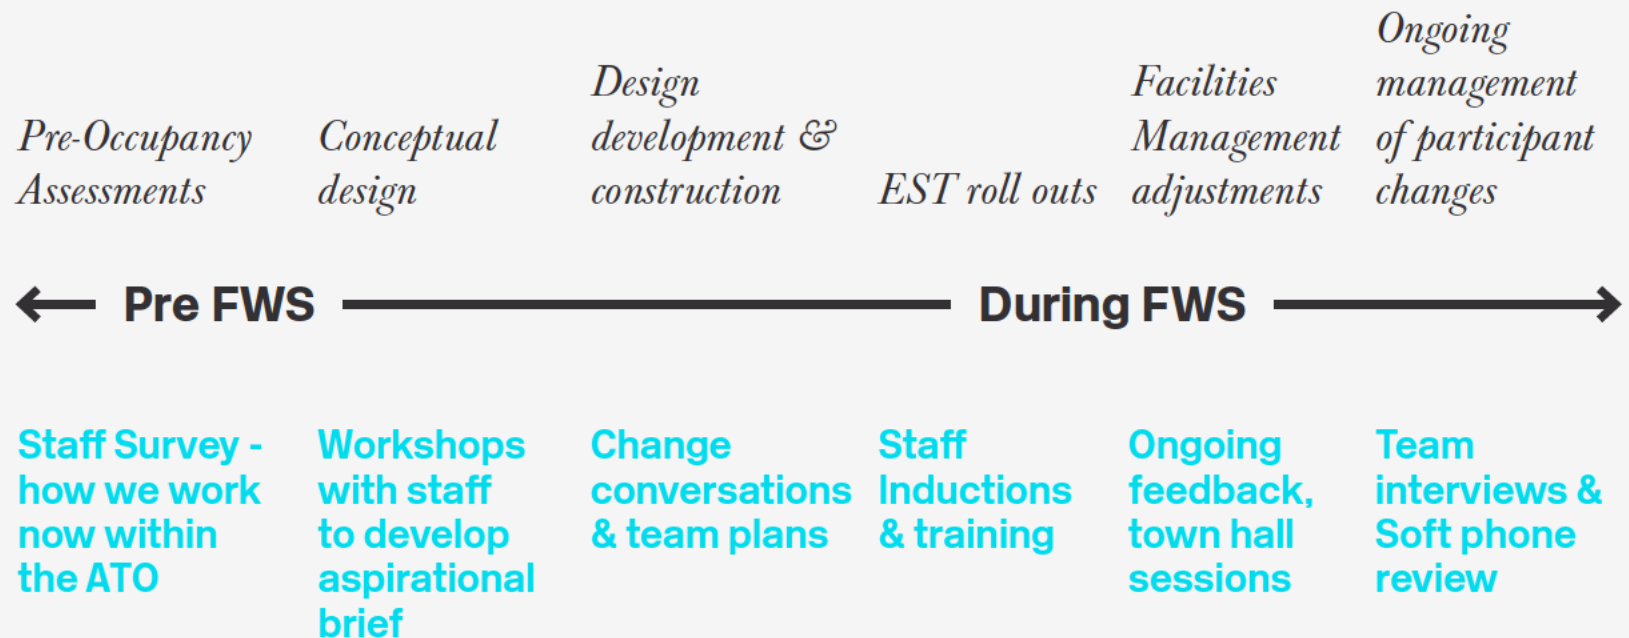 Pre-Occupancy
Assessments
Conceptual
design
Design
development &
construction
EST roll outs
Facilities
Management
adjustments
Ongoing
management
of participant
changes
Pre FWS
During FWS
Staff Survey -
how we work
now within
the ATO
Workshops
with staff
to develop
aspirational
brief
Change
conversations
& team plans
Staff
Inductions
& training
Ongoing
feedback,
town hall
sessions
Team
interviews &
Soft phone
review